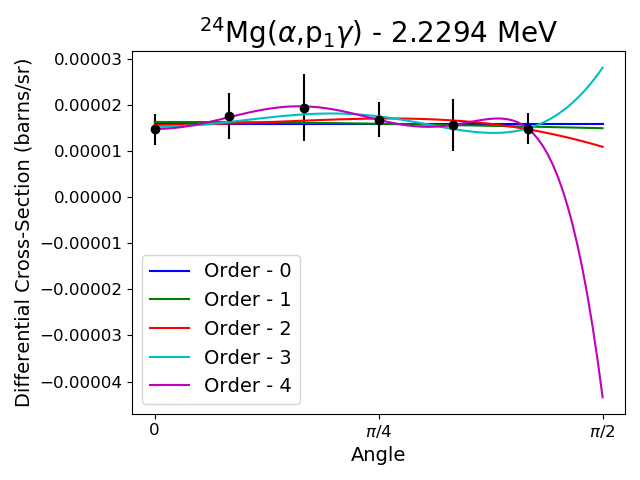 ²⁴Mg(α,p₁γ) - 2.2294 MeV
Differential Cross-Section (barns/sr)
0.00003
0.00002
0.00001
0.00000
−0.00001
−0.00002
−0.00003
−0.00004
Order - 0
Order - 1
Order - 2
Order - 3
Order - 4
0 π/4 π/2
Angle